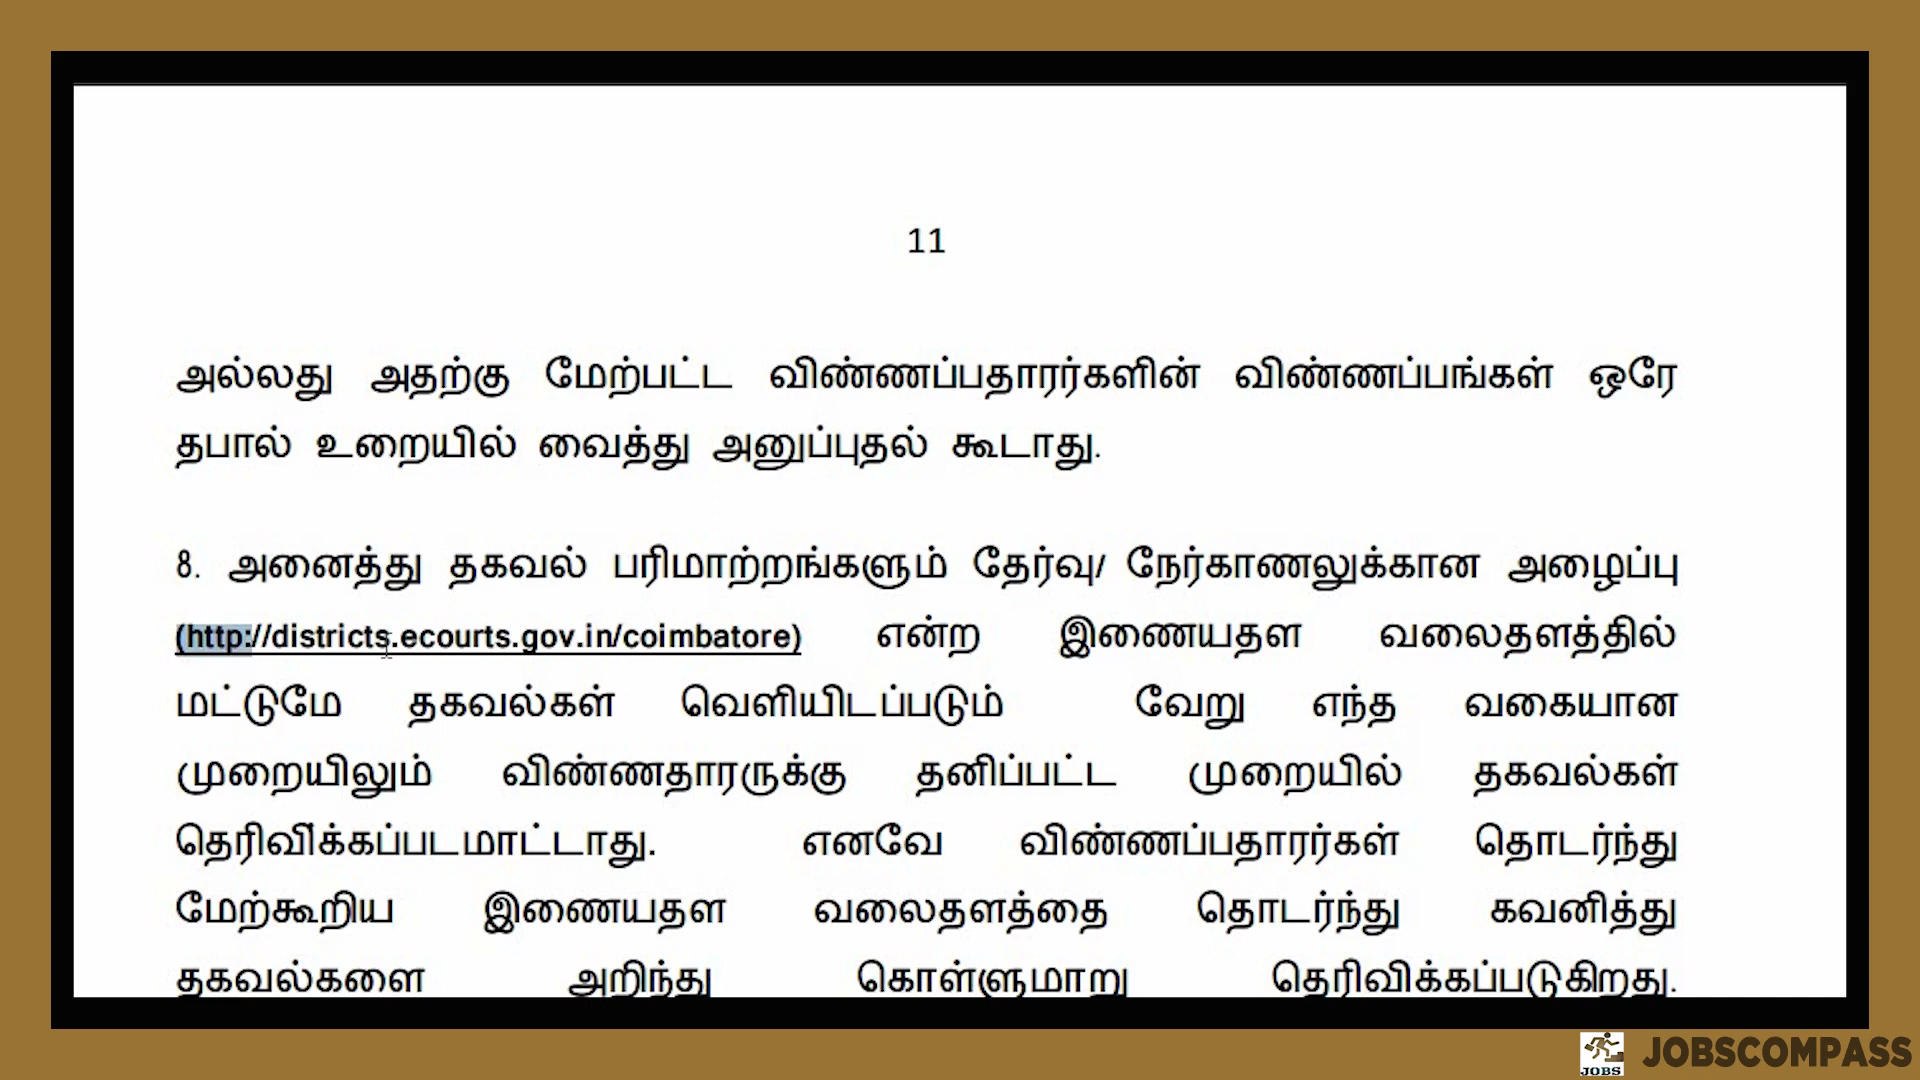 11
அல்லது அதற்கு மேற்பட்ட விண்ணப்பதாரர்களின் விண்ணப்பங்கள் ஒரே
தபால் உறையில் வைத்து அனுப்புதல் கூடாது.
8. அனைத்து தகவல் பரிமாற்றங்களும் தேர்வு/ நேர்காணலுக்கான அழைப்பு
(http://districts.ecourts.gov.in/coimbatore) என்ற இணையதள வலைதளத்தில்
மட்டுமே தகவல்கள் வெளியிடப்படும் வேறு எந்த வகையான
முறையிலும் விண்ணதாரருக்கு தனிப்பட்ட முறையில் தகவல்கள்
தெரிவிக்கப்படமாட்டாது. எனவே விண்ணப்பதாரர்கள் தொடர்ந்து
மேற்கூறிய இணையதள வலைதளத்தை தொடர்ந்து கவனித்து
தகவல்களை அறிந்து கொள்ளுமாறு தெரிவிக்கப்படுகிறது.
JOBS JOBSCOMPASS